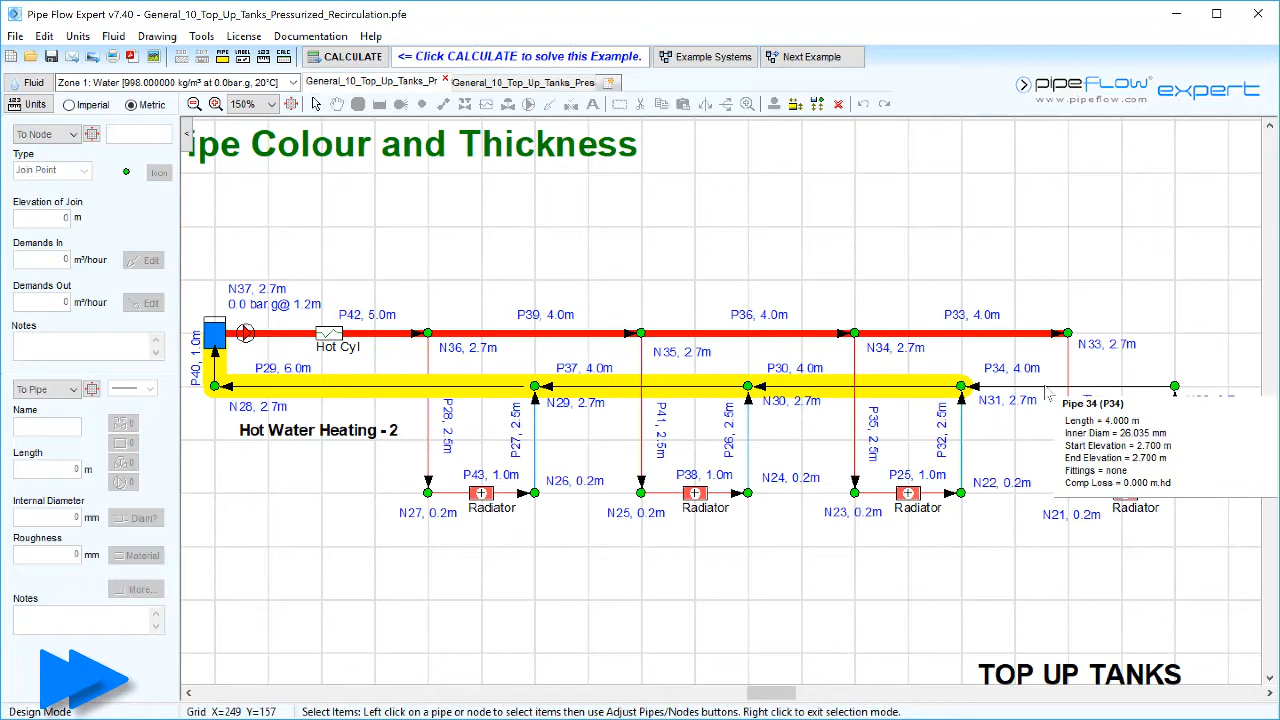 Pipe Flow Expert v7.40 - General_10_Top_Up_Tanks_Pressurized_Recirculation.pfe
File Edit Units Fluid Drawing Tools License Documentation Help
CALCULATE <= Click CALCULATE to solve this Example. Example Systems Next Example
Fluid Zone 1: Water [998.000000 kg/m³ at 0.0bar g, 20°C] General_10_Top_Up_Tanks_Pr General_10_Top_Up_Tanks_Pres
pipeFLOW® expert
www.pipeflow.com
Units Imperial Metric 150%
To Node
Type
Join Point Icon
Elevation of Join
0 m
Demands In
0 m³/hour Edit
Demands Out
0 m³/hour Edit
Notes
To Pipe
Name
0
Length 0
0 m 0
0
Internal Diameter
0 mm Diam?
Roughness
0 mm Material
More...
Notes
ipe Colour and Thickness
N37, 2.7m
0.0 bar g@ 1.2m
P42, 5.0m P39, 4.0m P36, 4.0m P33, 4.0m
Hot Cyl N36, 2.7m N35, 2.7m N34, 2.7m N33, 2.7m
P40, 1.0m
P29, 6.0m P37, 4.0m P30, 4.0m P34, 4.0m
N28, 2.7m N29, 2.7m N30, 2.7m N31, 2.7m
Hot Water Heating - 2
P28, 2.5m P27, 2.5m P41, 2.5m P26, 2.5m P35, 2.5m P32, 2.5m
Pipe 34 (P34)
Length = 4.000 m
Inner Diam = 26.035 mm
Start Elevation = 2.700 m
End Elevation = 2.700 m
Fittings = none
Comp Loss = 0.000 m.hd
P43, 1.0m N26, 0.2m P38, 1.0m N24, 0.2m P25, 1.0m N22, 0.2m
N27, 0.2m Radiator N25, 0.2m Radiator N23, 0.2m Radiator N21, 0.2m Radiator
TOP UP TANKS
Design Mode Grid X=249 Y=157 Select Items: Left click on a pipe or node to select items then use Adjust Pipes/Nodes buttons. Right click to exit selection mode.